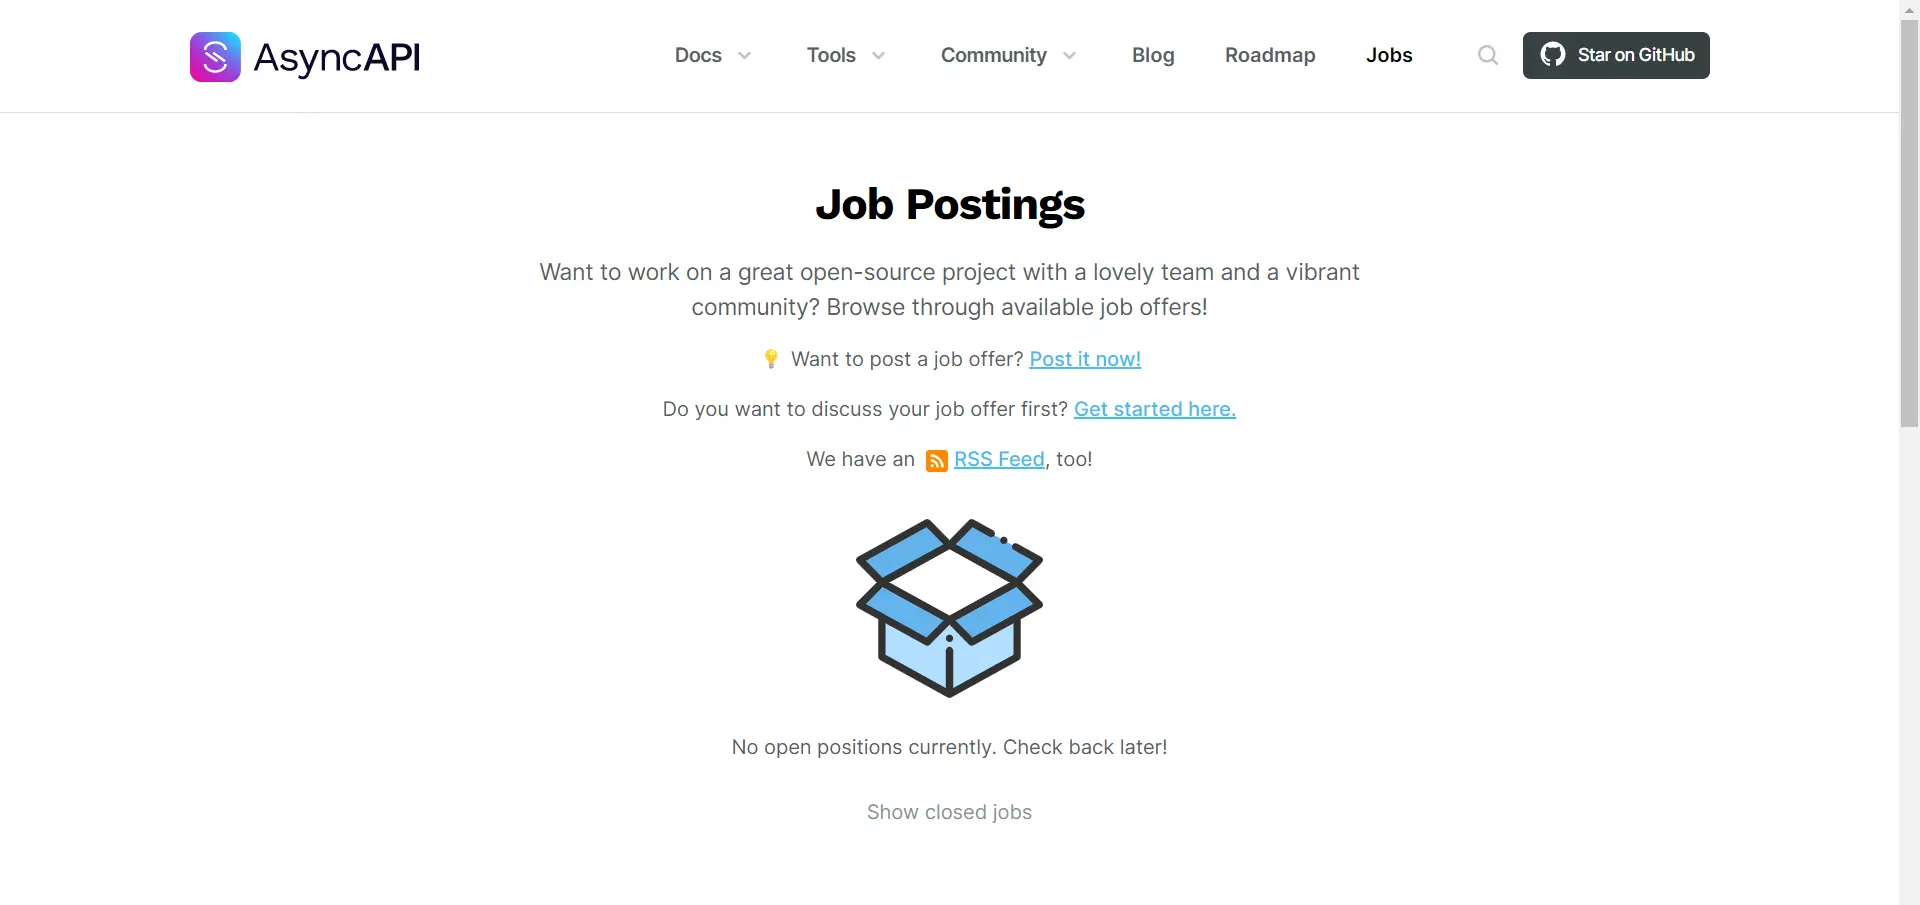 AsyncAPI
Docs
Tools
Community
Blog
Roadmap
Jobs
Star on GitHub
Job Postings
Want to work on a great open-source project with a lovely team and a vibrant
community? Browse through available job offers!
💡 Want to post a job offer? Post it now!
Do you want to discuss your job offer first? Get started here.
We have an RSS Feed, too!
No open positions currently. Check back later!
Show closed jobs